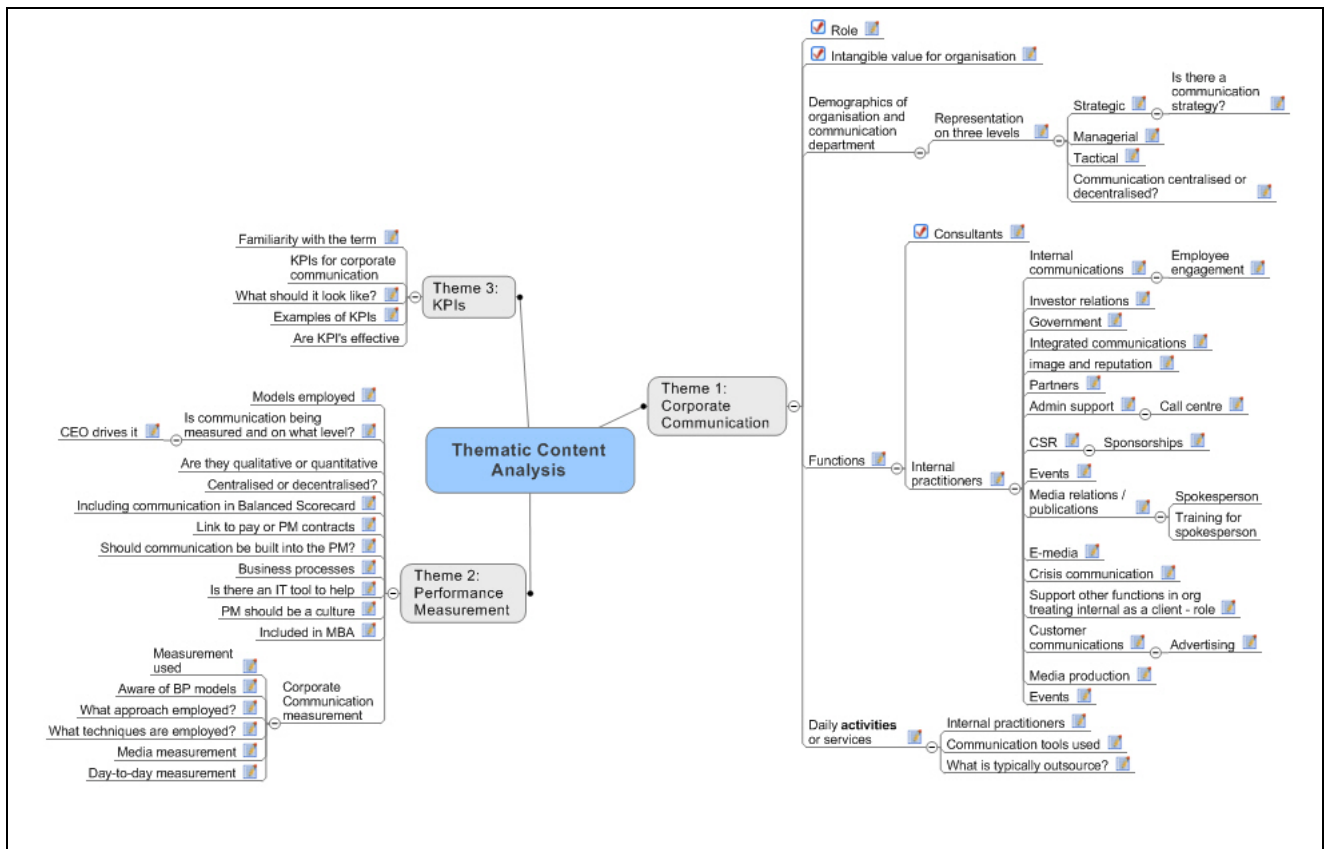 Thematic Content
Analysis
Theme 1:
Corporate
Communication
Role
Intangible value for organisation
Demographics of
organisation and
communication
department
Representation
on three levels
Strategic
Is there a
communication
strategy?
Managerial
Tactical
Communication centralised or
decentralised?
Functions
Consultants
Internal
practitioners
Internal
communications
Employee
engagement
Investor relations
Government
Integrated communications
image and reputation
Partners
Admin support
Call centre
CSR
Sponsorships
Events
Media relations /
publications
Spokesperson
Training for
spokesperson
E-media
Crisis communication
Support other functions in org
treating internal as a client - role
Customer
communications
Advertising
Media production
Events
Daily activities
or services
Internal practitioners
Communication tools used
What is typically outsource?
Theme 2:
Performance
Measurement
Models employed
Is communication being
measured and on what level?
CEO drives it
Are they qualitative or quantitative
Centralised or decentralised?
Including communication in Balanced Scorecard
Link to pay or PM contracts
Should communication be built into the PM?
Business processes
Is there an IT tool to help
PM should be a culture
Included in MBA
Corporate
Communication
measurement
Measurement
used
Aware of BP models
What approach employed?
What techniques are employed?
Media measurement
Day-to-day measurement
Theme 3:
KPIs
Familiarity with the term
KPIs for corporate
communication
What should it look like?
Examples of KPIs
Are KPI's effective